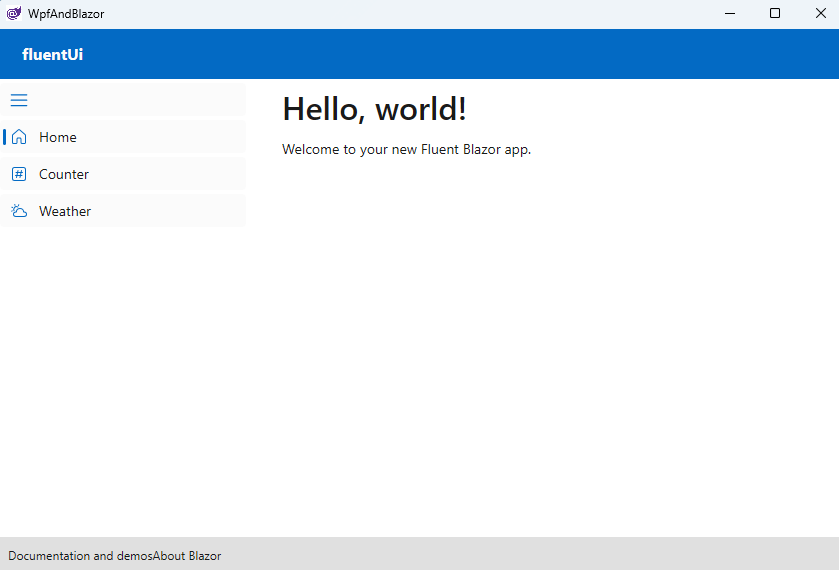 WpfAndBlazor
fluentUi
Home
Counter
Weather
Hello, world!
Welcome to your new Fluent Blazor app.
Documentation and demosAbout Blazor